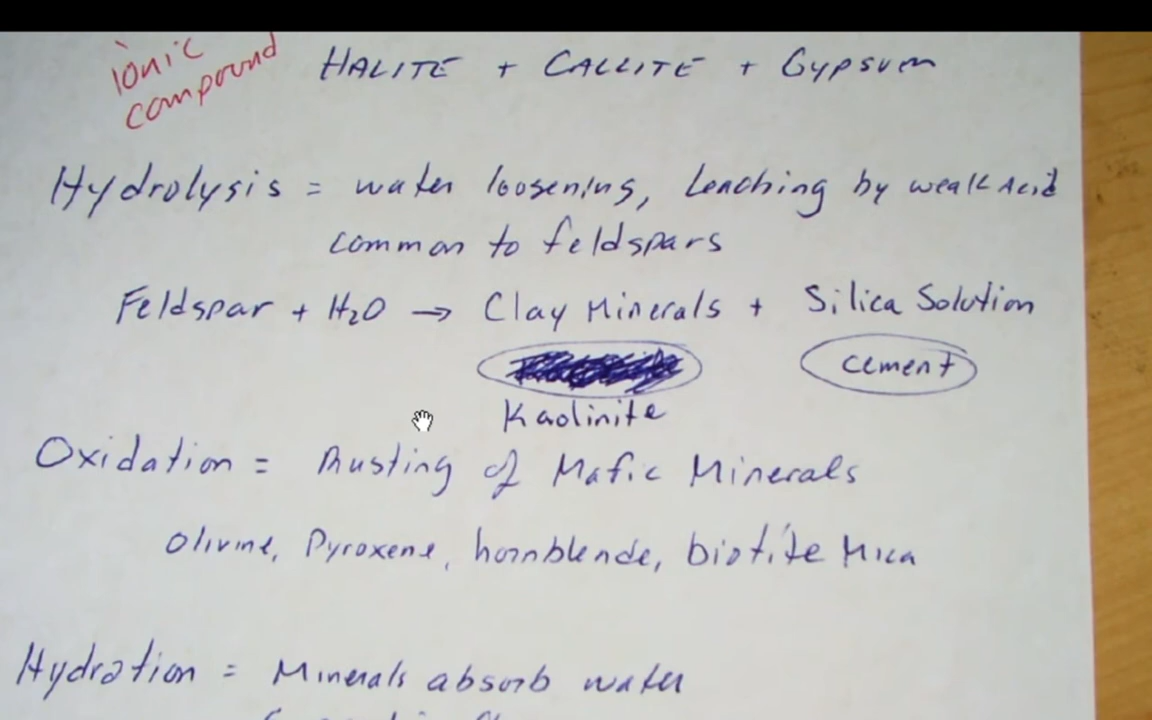 ionic
compound
HALITE + CALCITE + Gypsum
Hydrolysis = water loosening, Leaching by weak Acid
common to feldspars
Feldspar + H₂O → Clay Minerals + Silica Solution
cement
Kaolinite
Oxidation = Rusting of Mafic Minerals
Olivine, Pyroxene, hornblende, biotite Mica
Hydration = Minerals absorb water